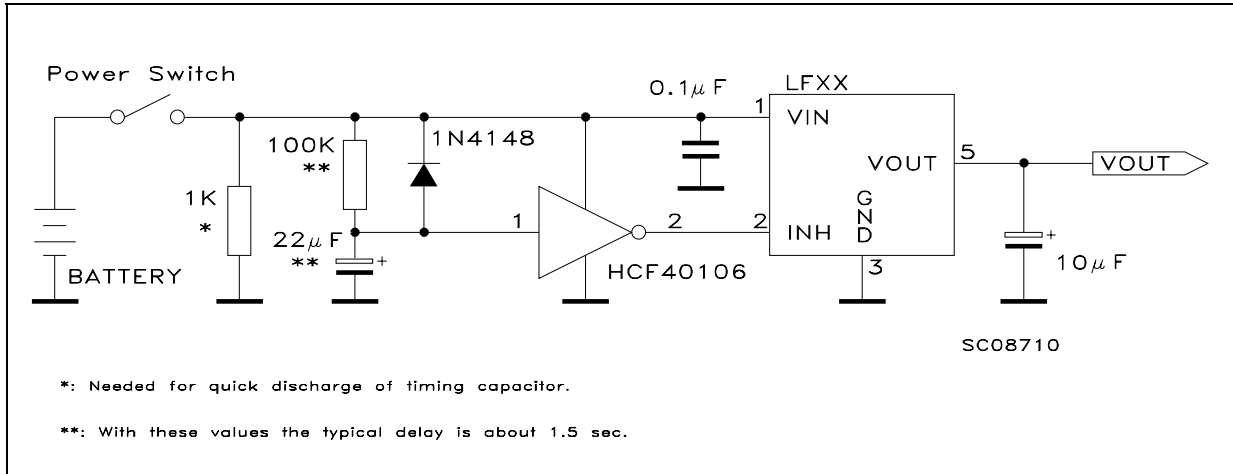 Power Switch
BATTERY
1K
*
100K
**
22μF
**
+
1N4148
1
2
HCF40106
0.1μF
LFXX
1
VIN
2
INH
GND
3
VOUT
5
VOUT
+
10μF
SC08710
*: Needed for quick discharge of timing capacitor.
**: With these values the typical delay is about 1.5 sec.